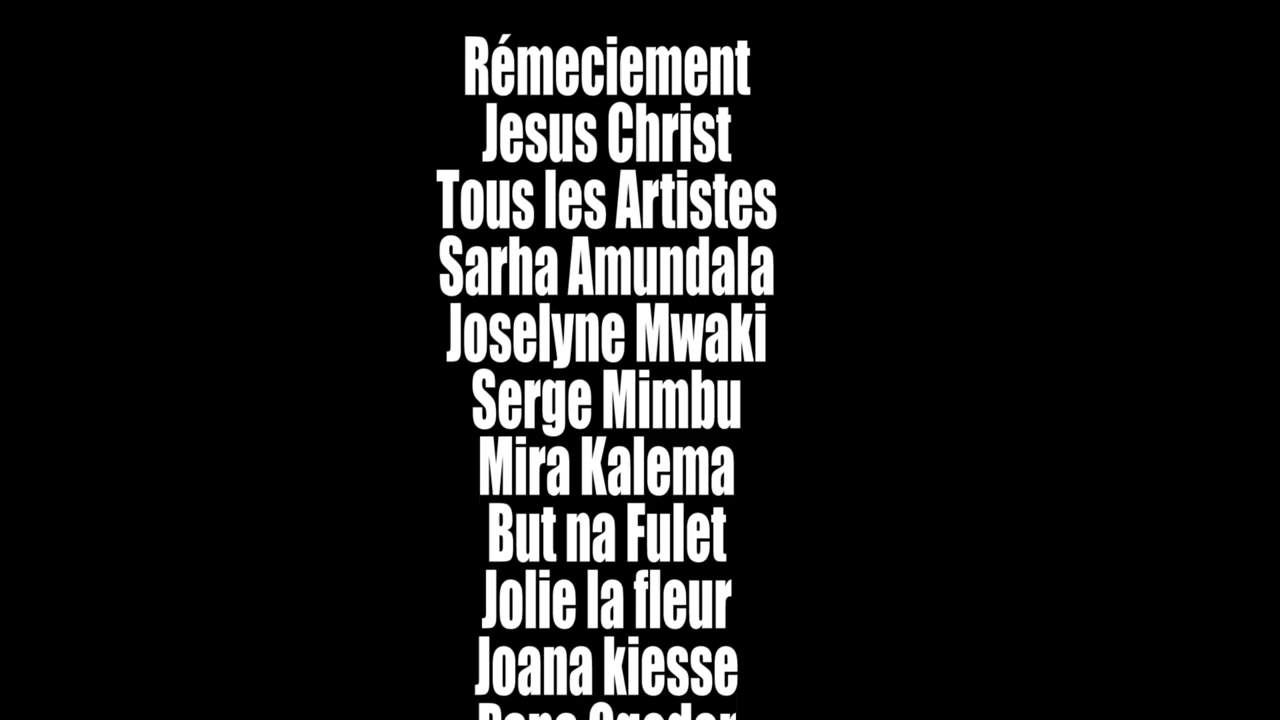 Rémeciement
Jesus Christ
Tous les Artistes
Sarha Amundala
Joselyne Mwaki
Serge Mimbu
Mira Kalema
But na Fulet
Jolie la fleur
Joana kiesse